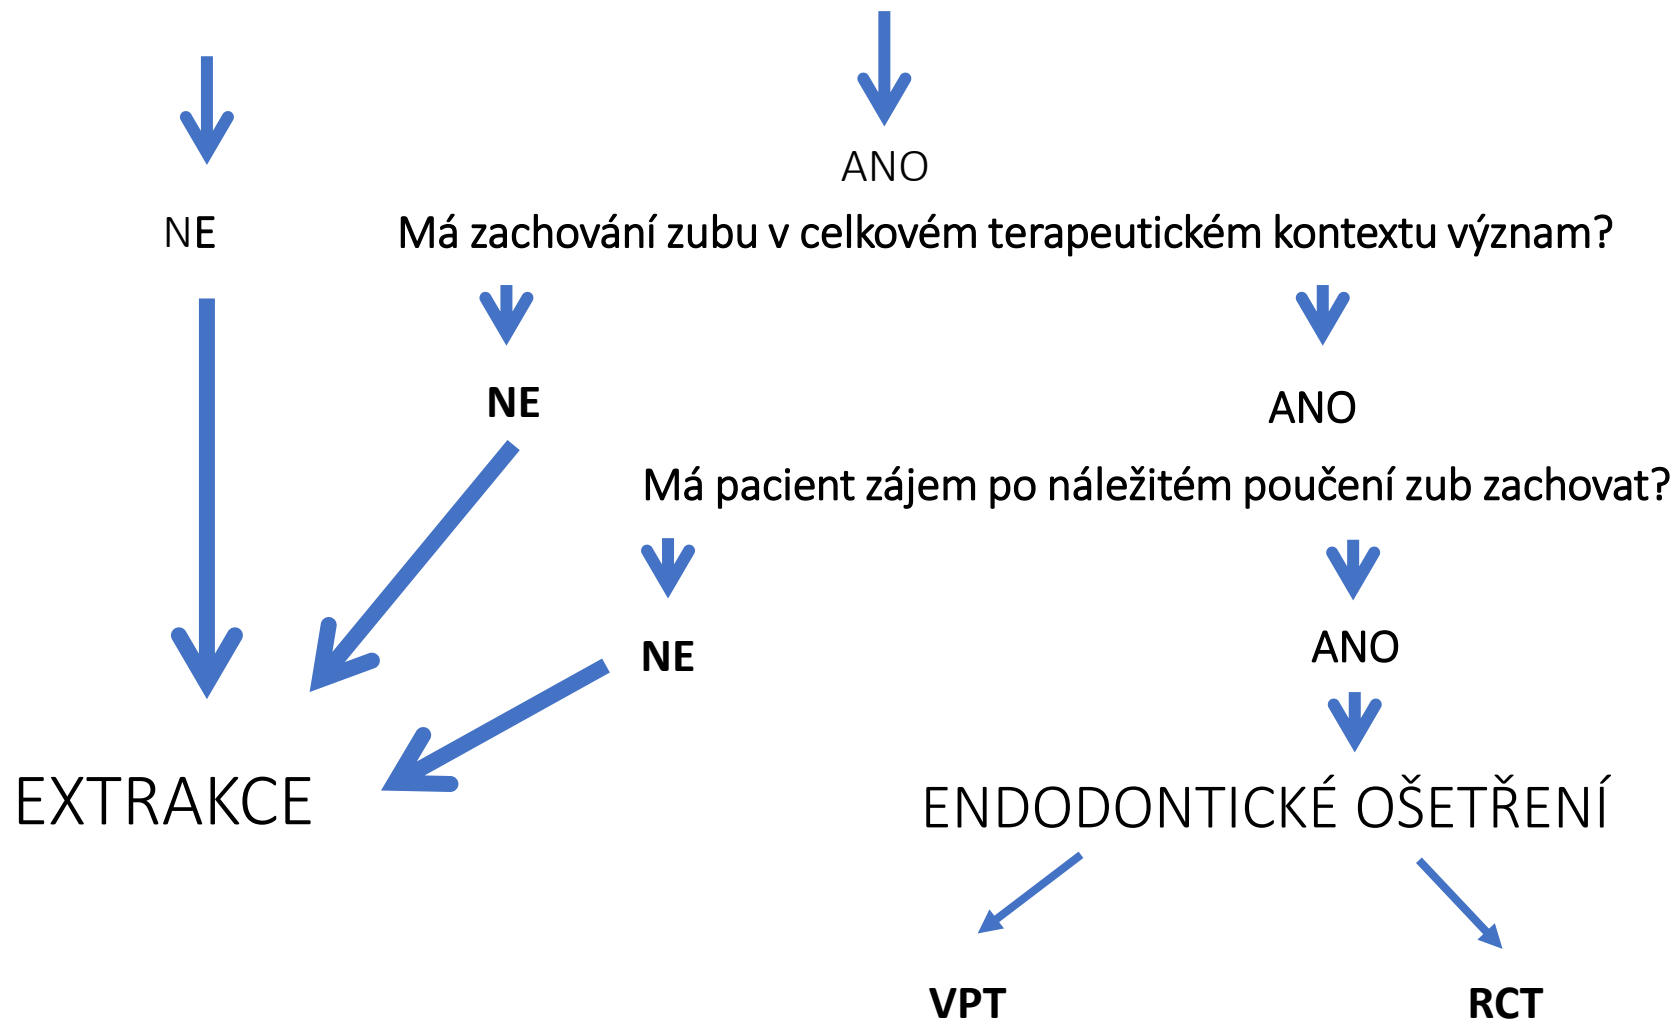 ANO
NE
Má zachování zubu v celkovém terapeutickém kontextu význam?
NE
ANO
Má pacient zájem po náležitém poučení zub zachovat?
NE
ANO
EXTRAKCE
ENDODONTICKÉ OŠETŘENÍ
VPT
RCT